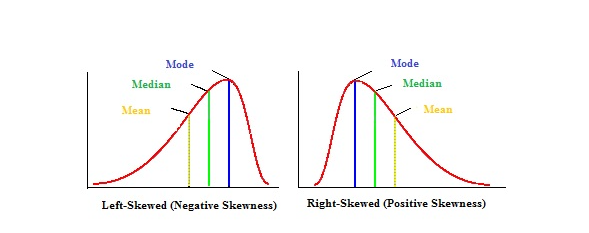 Mode
Median
Mean
Left-Skewed (Negative Skewness)
Mode
Median
Mean
Right-Skewed (Positive Skewness)